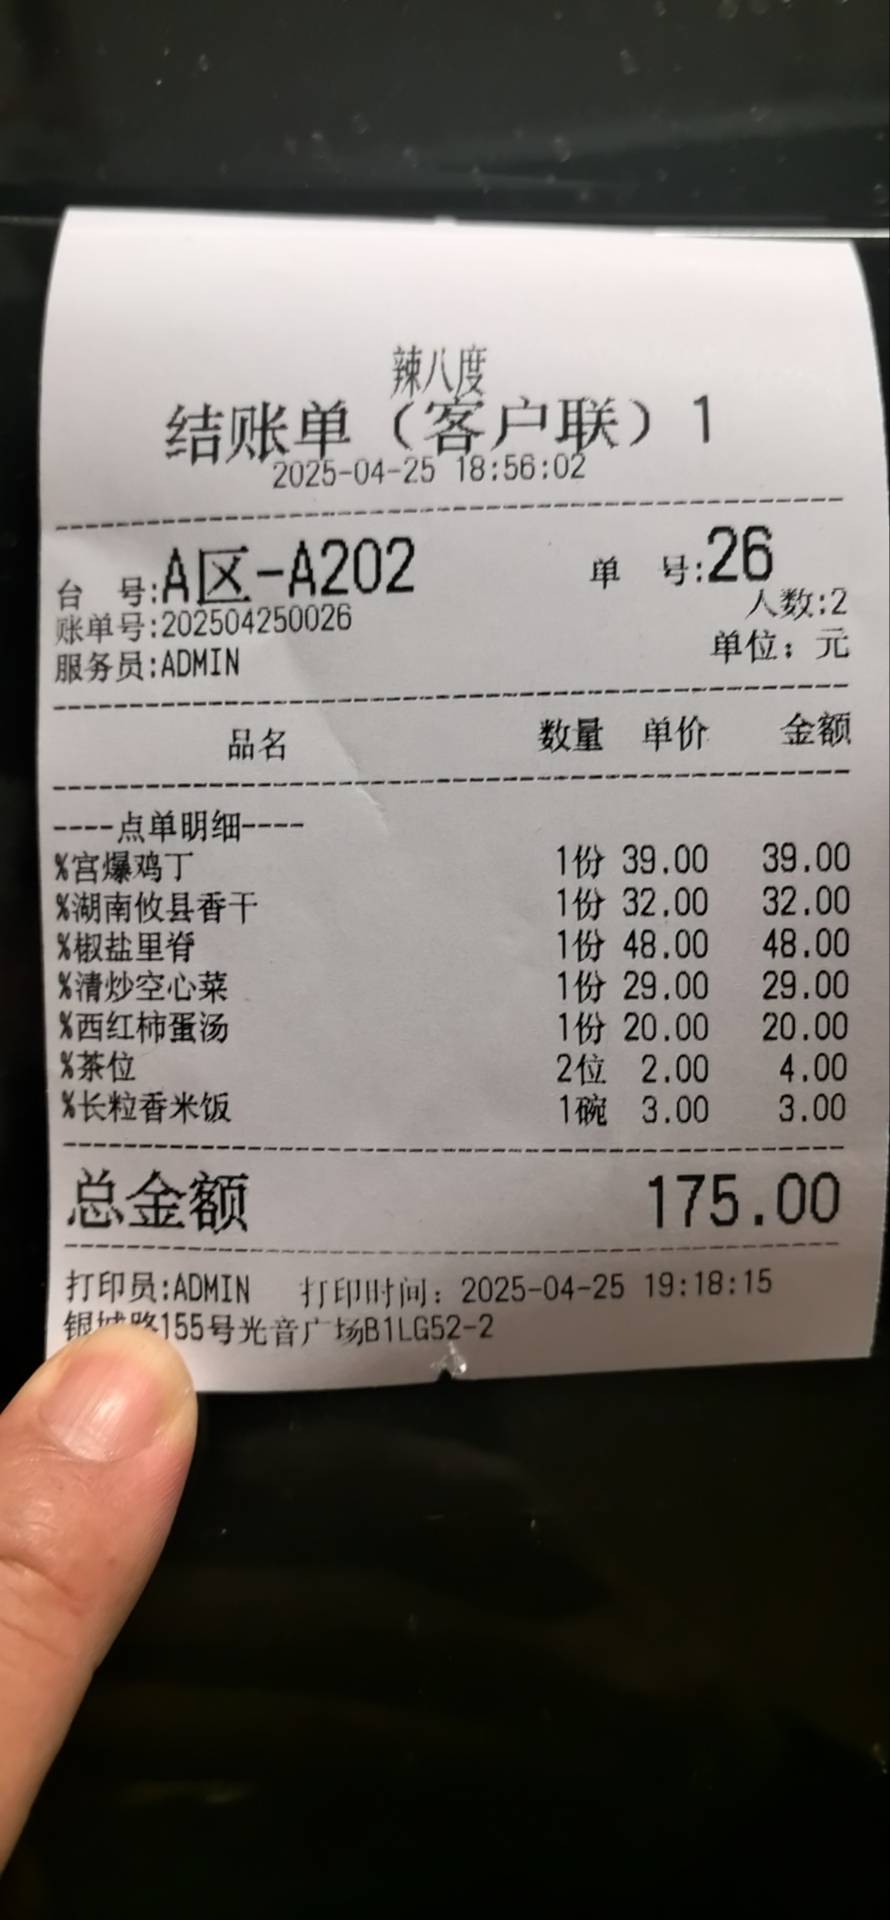 辣八度
结账单（客户联）1
2025-04-25 18:56:02
台 号:A区-A202 单 号:26
人数:2
账单号:202504250026
单位：元
服务员:ADMIN
品名 数量 单价 金额
----点单明细----
%宫爆鸡丁 1份 39.00 39.00
%湖南攸县香干 1份 32.00 32.00
%椒盐里脊 1份 48.00 48.00
%清炒空心菜 1份 29.00 29.00
%西红柿蛋汤 1份 20.00 20.00
%茶位 2位 2.00 4.00
%长粒香米饭 1碗 3.00 3.00
总金额 175.00
打印员:ADMIN 打印时间：2025-04-25 19:18:15
银城路155号光音广场B1LG52-2